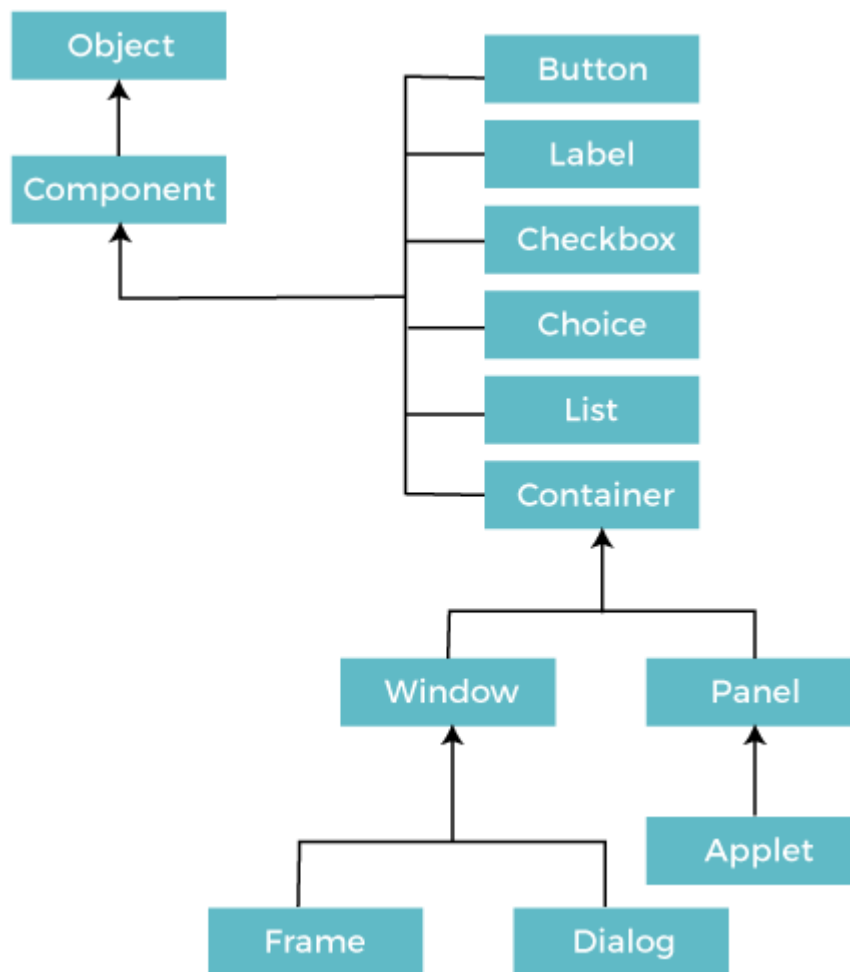 Object
Component
Button
Label
Checkbox
Choice
List
Container
Window
Panel
Applet
Frame
Dialog